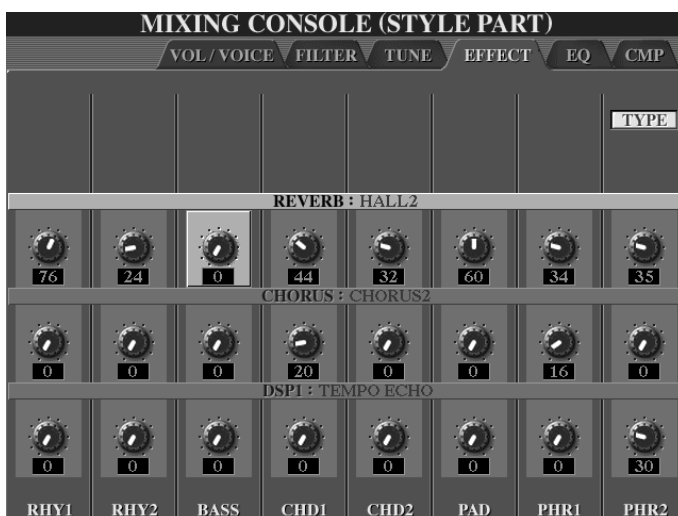 MIXING CONSOLE (STYLE PART)
VOL / VOICE FILTER TUNE EFFECT EQ CMP
TYPE
REVERB : HALL2
76 24 0 44 32 60 34 35
CHORUS : CHORUS2
0 0 0 20 0 0 16 0
DSP1 : TEMPO ECHO
0 0 0 0 0 0 0 30
RHY1 RHY2 BASS CHD1 CHD2 PAD PHR1 PHR2